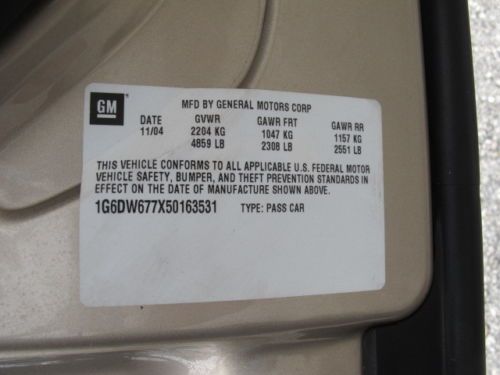 GM MFD BY GENERAL MOTORS CORP
DATE GVWR GAWR FRT GAWR RR
11/04 2204 KG 1047 KG 1157 KG
4859 LB 2308 LB 2551 LB
THIS VEHICLE CONFORMS TO ALL APPLICABLE U.S. FEDERAL MOTOR
VEHICLE SAFETY, BUMPER, AND THEFT PREVENTION STANDARDS IN
EFFECT ON THE DATE OF MANUFACTURE SHOWN ABOVE.
1G6DW677X50163531 TYPE: PASS CAR